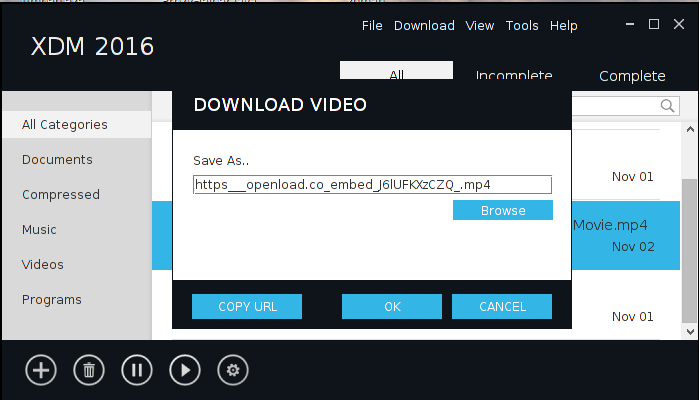 File Download View Tools Help
XDM 2016
All Incomplete Complete
DOWNLOAD VIDEO
All Categories
Documents
Compressed
Music
Videos
Programs
Save As..
https___openload.co_embed_J6lUFKXzCZQ_.mp4
Browse
Nov 01
Movie.mp4
Nov 02
Nov 01
COPY URL OK CANCEL